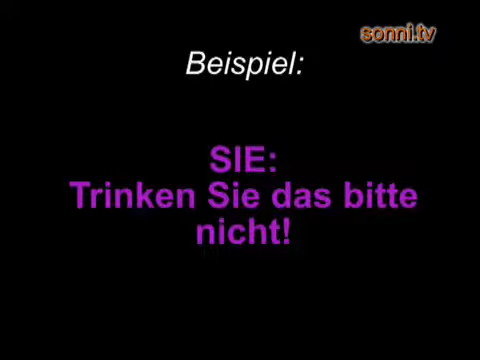 sonni.tv
Beispiel:
SIE:
Trinken Sie das bitte
nicht!